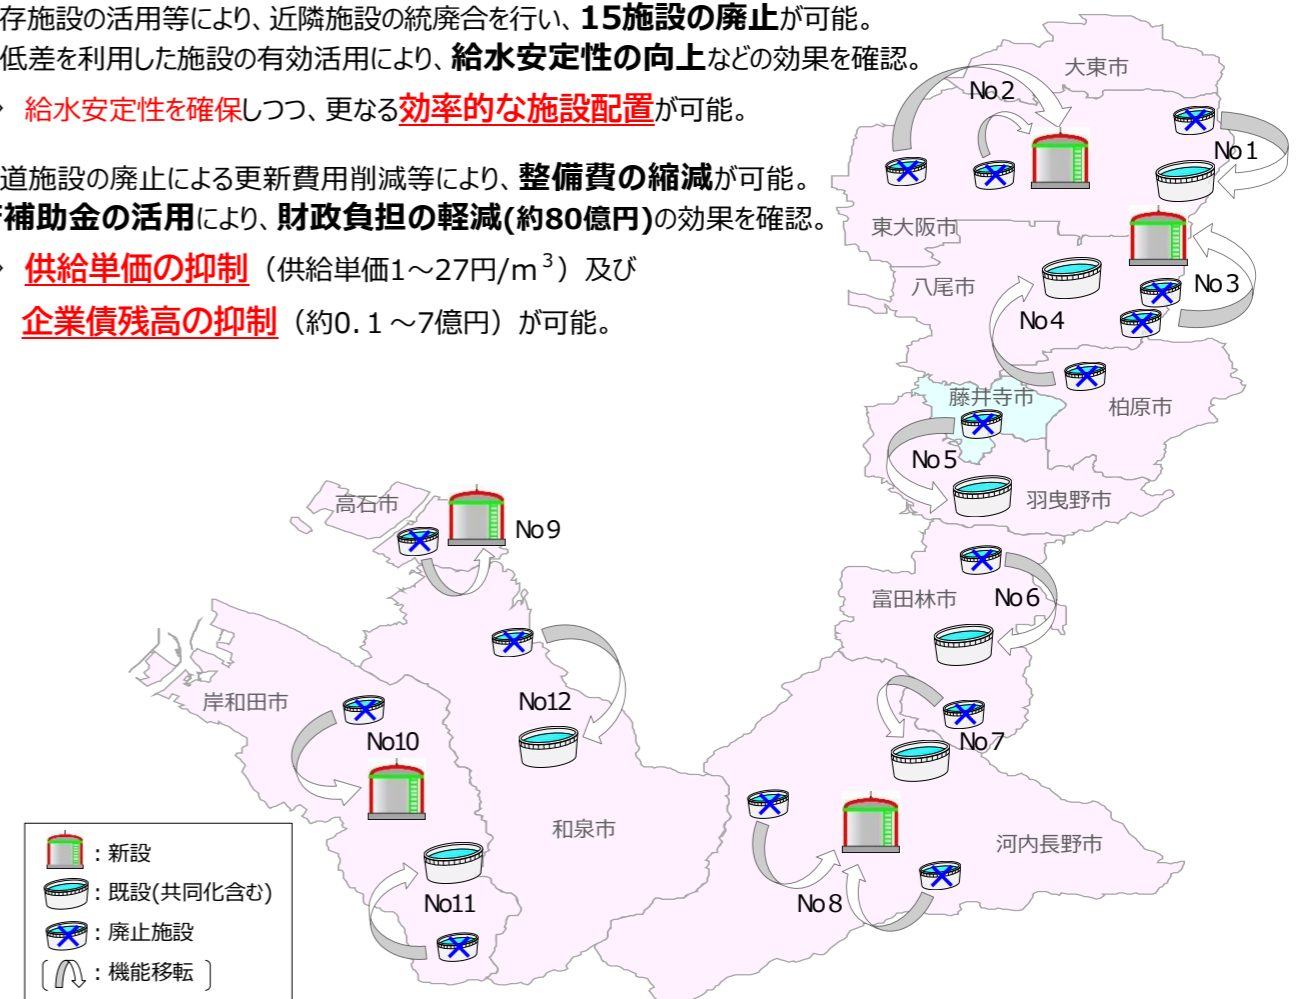 存施設の活用等により、近隣施設の統廃合を行い、15施設の廃止が可能。
低差を利用した施設の有効活用により、給水安定性の向上などの効果を確認。
給水安定性を確保しつつ、更なる効率的な施設配置が可能。
道施設の廃止による更新費用削減等により、整備費の縮減が可能。
補助金の活用により、財政負担の軽減(約80億円)の効果を確認。
供給単価の抑制（供給単価1～27円/m³）及び
企業債残高の抑制（約0.１～7億円）が可能。
大東市
No2
No1
東大阪市
八尾市
No3
No4
藤井寺市
柏原市
No5
羽曳野市
高石市
No9
富田林市
No6
岸和田市
No12
No10
No7
和泉市
河内長野市
No11
No8
：新設
：既設(共同化含む)
：廃止施設
：機能移転